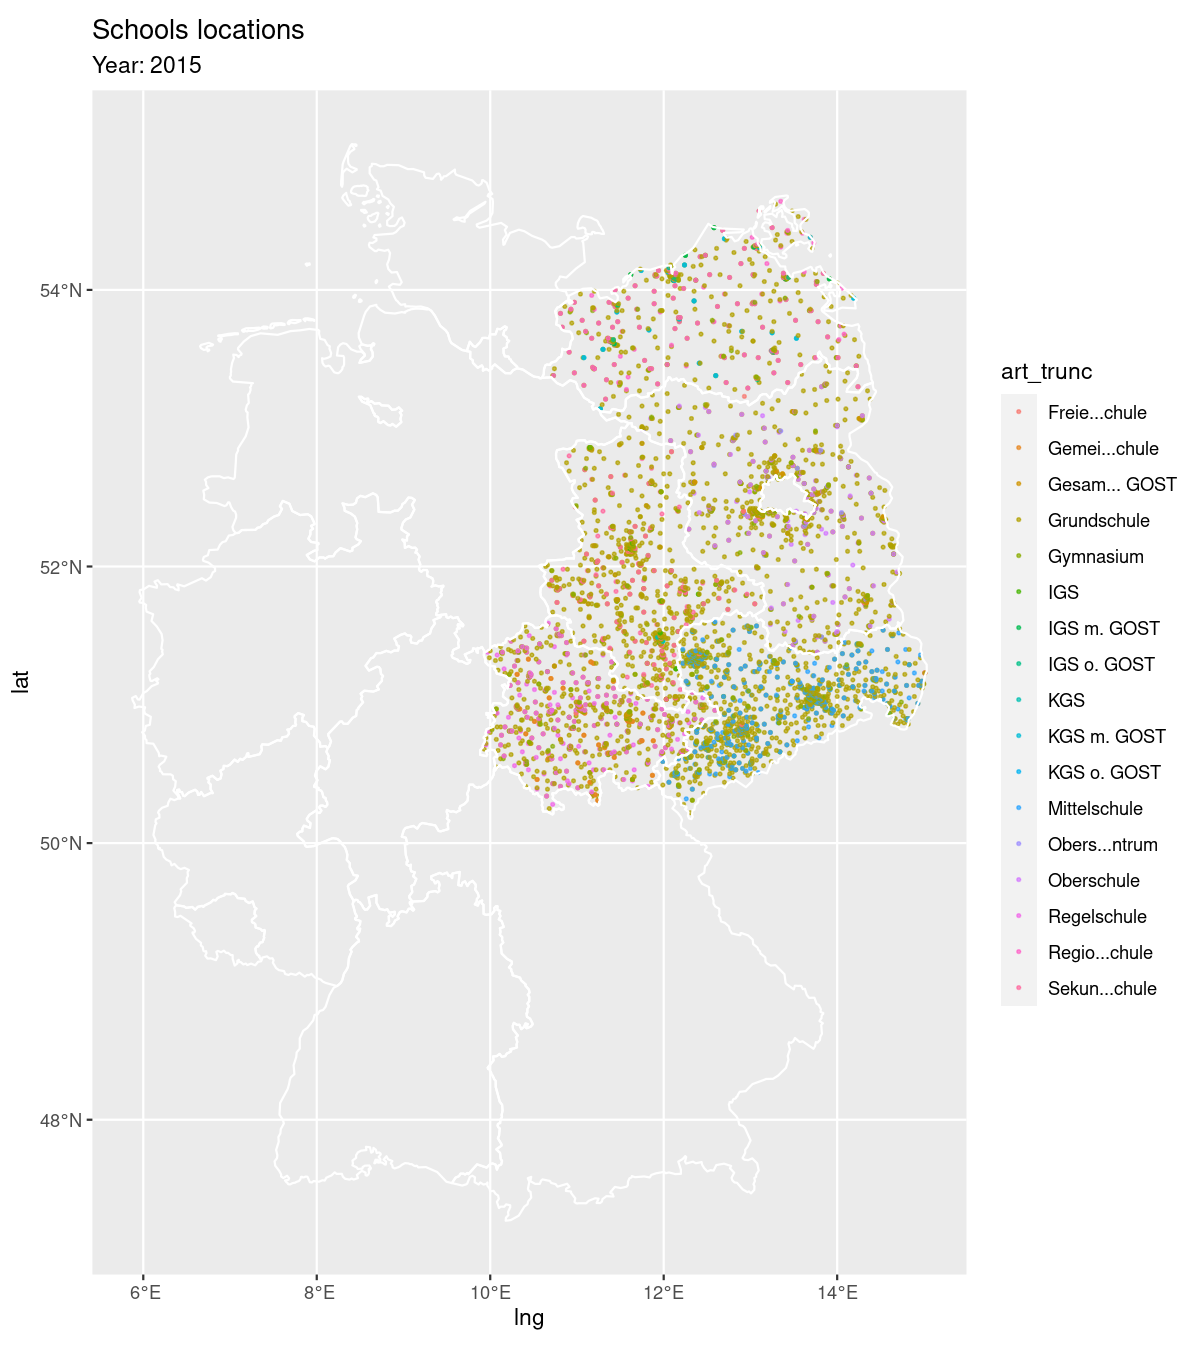 Schools locations
Year: 2015
54°N
52°N
50°N
48°N
lat
6°E
8°E
10°E
12°E
14°E
lng
art_trunc
Freie...chule
Gemei...chule
Gesam... GOST
Grundschule
Gymnasium
IGS
IGS m. GOST
IGS o. GOST
KGS
KGS m. GOST
KGS o. GOST
Mittelschule
Obers...ntrum
Oberschule
Regelschule
Regio...chule
Sekun...chule